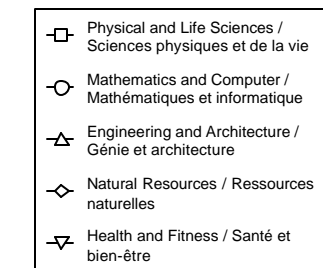 Physical and Life Sciences /
Sciences physiques et de la vie
Mathematics and Computer /
Mathématiques et informatique
Engineering and Architecture /
Génie et architecture
Natural Resources / Ressources
naturelles
Health and Fitness / Santé et
bien-être